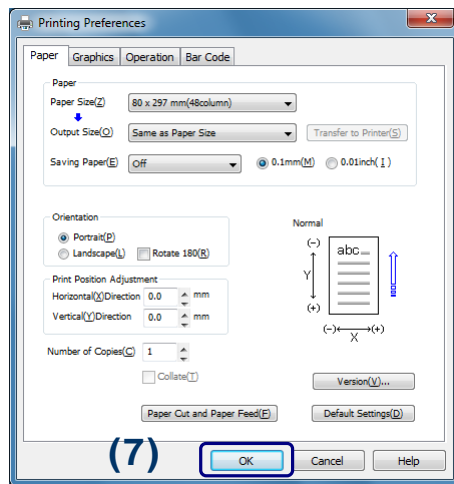 Printing Preferences
Paper Graphics Operation Bar Code
Paper
Paper Size(Z) 80 x 297 mm(48column)
Output Size(O) Same as Paper Size Transfer to Printer(S)
Saving Paper(E) Off 0.1mm(M) 0.01inch( I )
Orientation
Portrait(P)
Landscape(L) Rotate 180(R)
Print Position Adjustment
Horizontal(X)Direction 0.0 mm
Vertical(Y)Direction 0.0 mm
Number of Copies(C) 1
Collate(T)
Paper Cut and Paper Feed(F)
Normal
(-)
abc
Y
(+)
(-) (+)
X
Version(V)...
Default Settings(D)
(7) OK Cancel Help